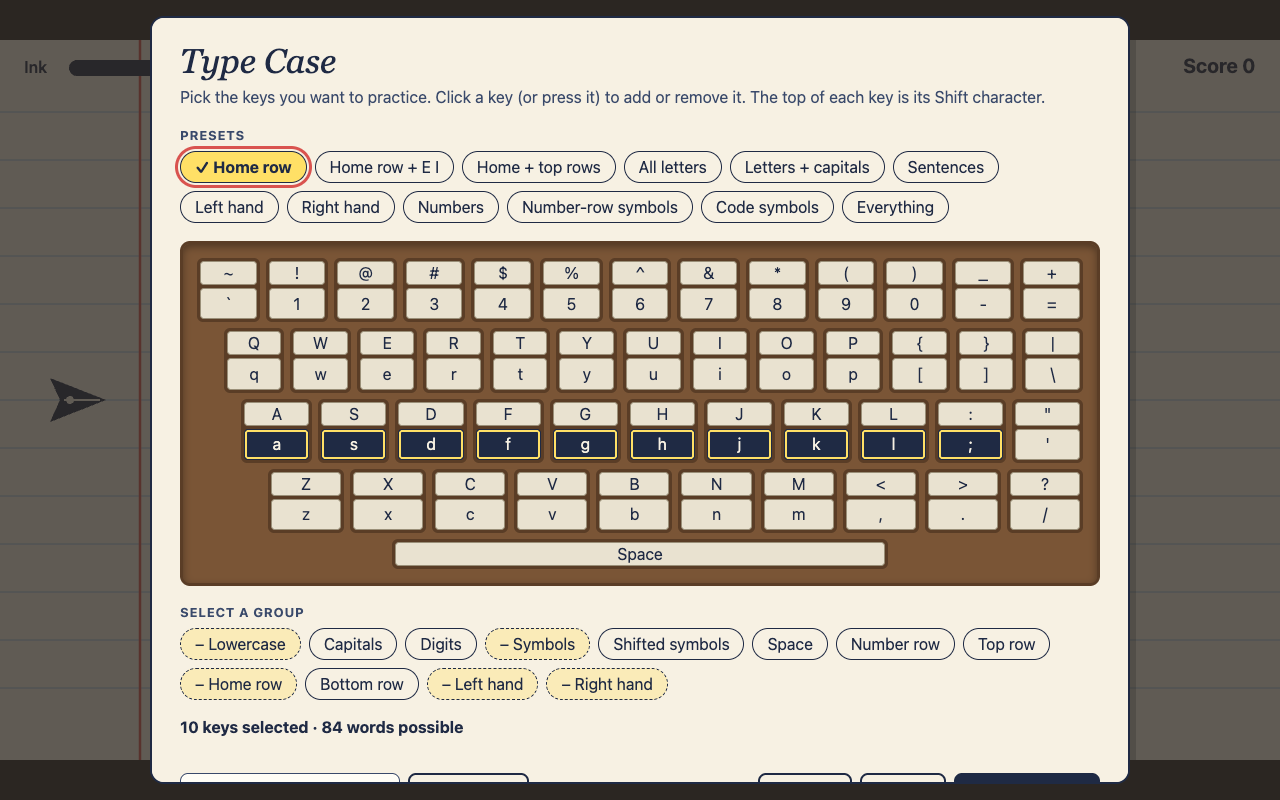 Ink
Score 0
Type Case
Pick the keys you want to practice. Click a key (or press it) to add or remove it. The top of each key is its Shift character.
PRESETS
✓ Home row Home row + E I Home + top rows All letters Letters + capitals Sentences
Left hand Right hand Numbers Number-row symbols Code symbols Everything
~ ! @ # $ % ^ & * ( ) _ +
` 1 2 3 4 5 6 7 8 9 0 - =
Q W E R T Y U I O P { } |
q w e r t y u i o p [ ] \
A S D F G H J K L : "
a s d f g h j k l ; '
Z X C V B N M < > ?
z x c v b n m , . /
Space
SELECT A GROUP
– Lowercase Capitals Digits – Symbols Shifted symbols Space Number row Top row
– Home row Bottom row – Left hand – Right hand
10 keys selected · 84 words possible